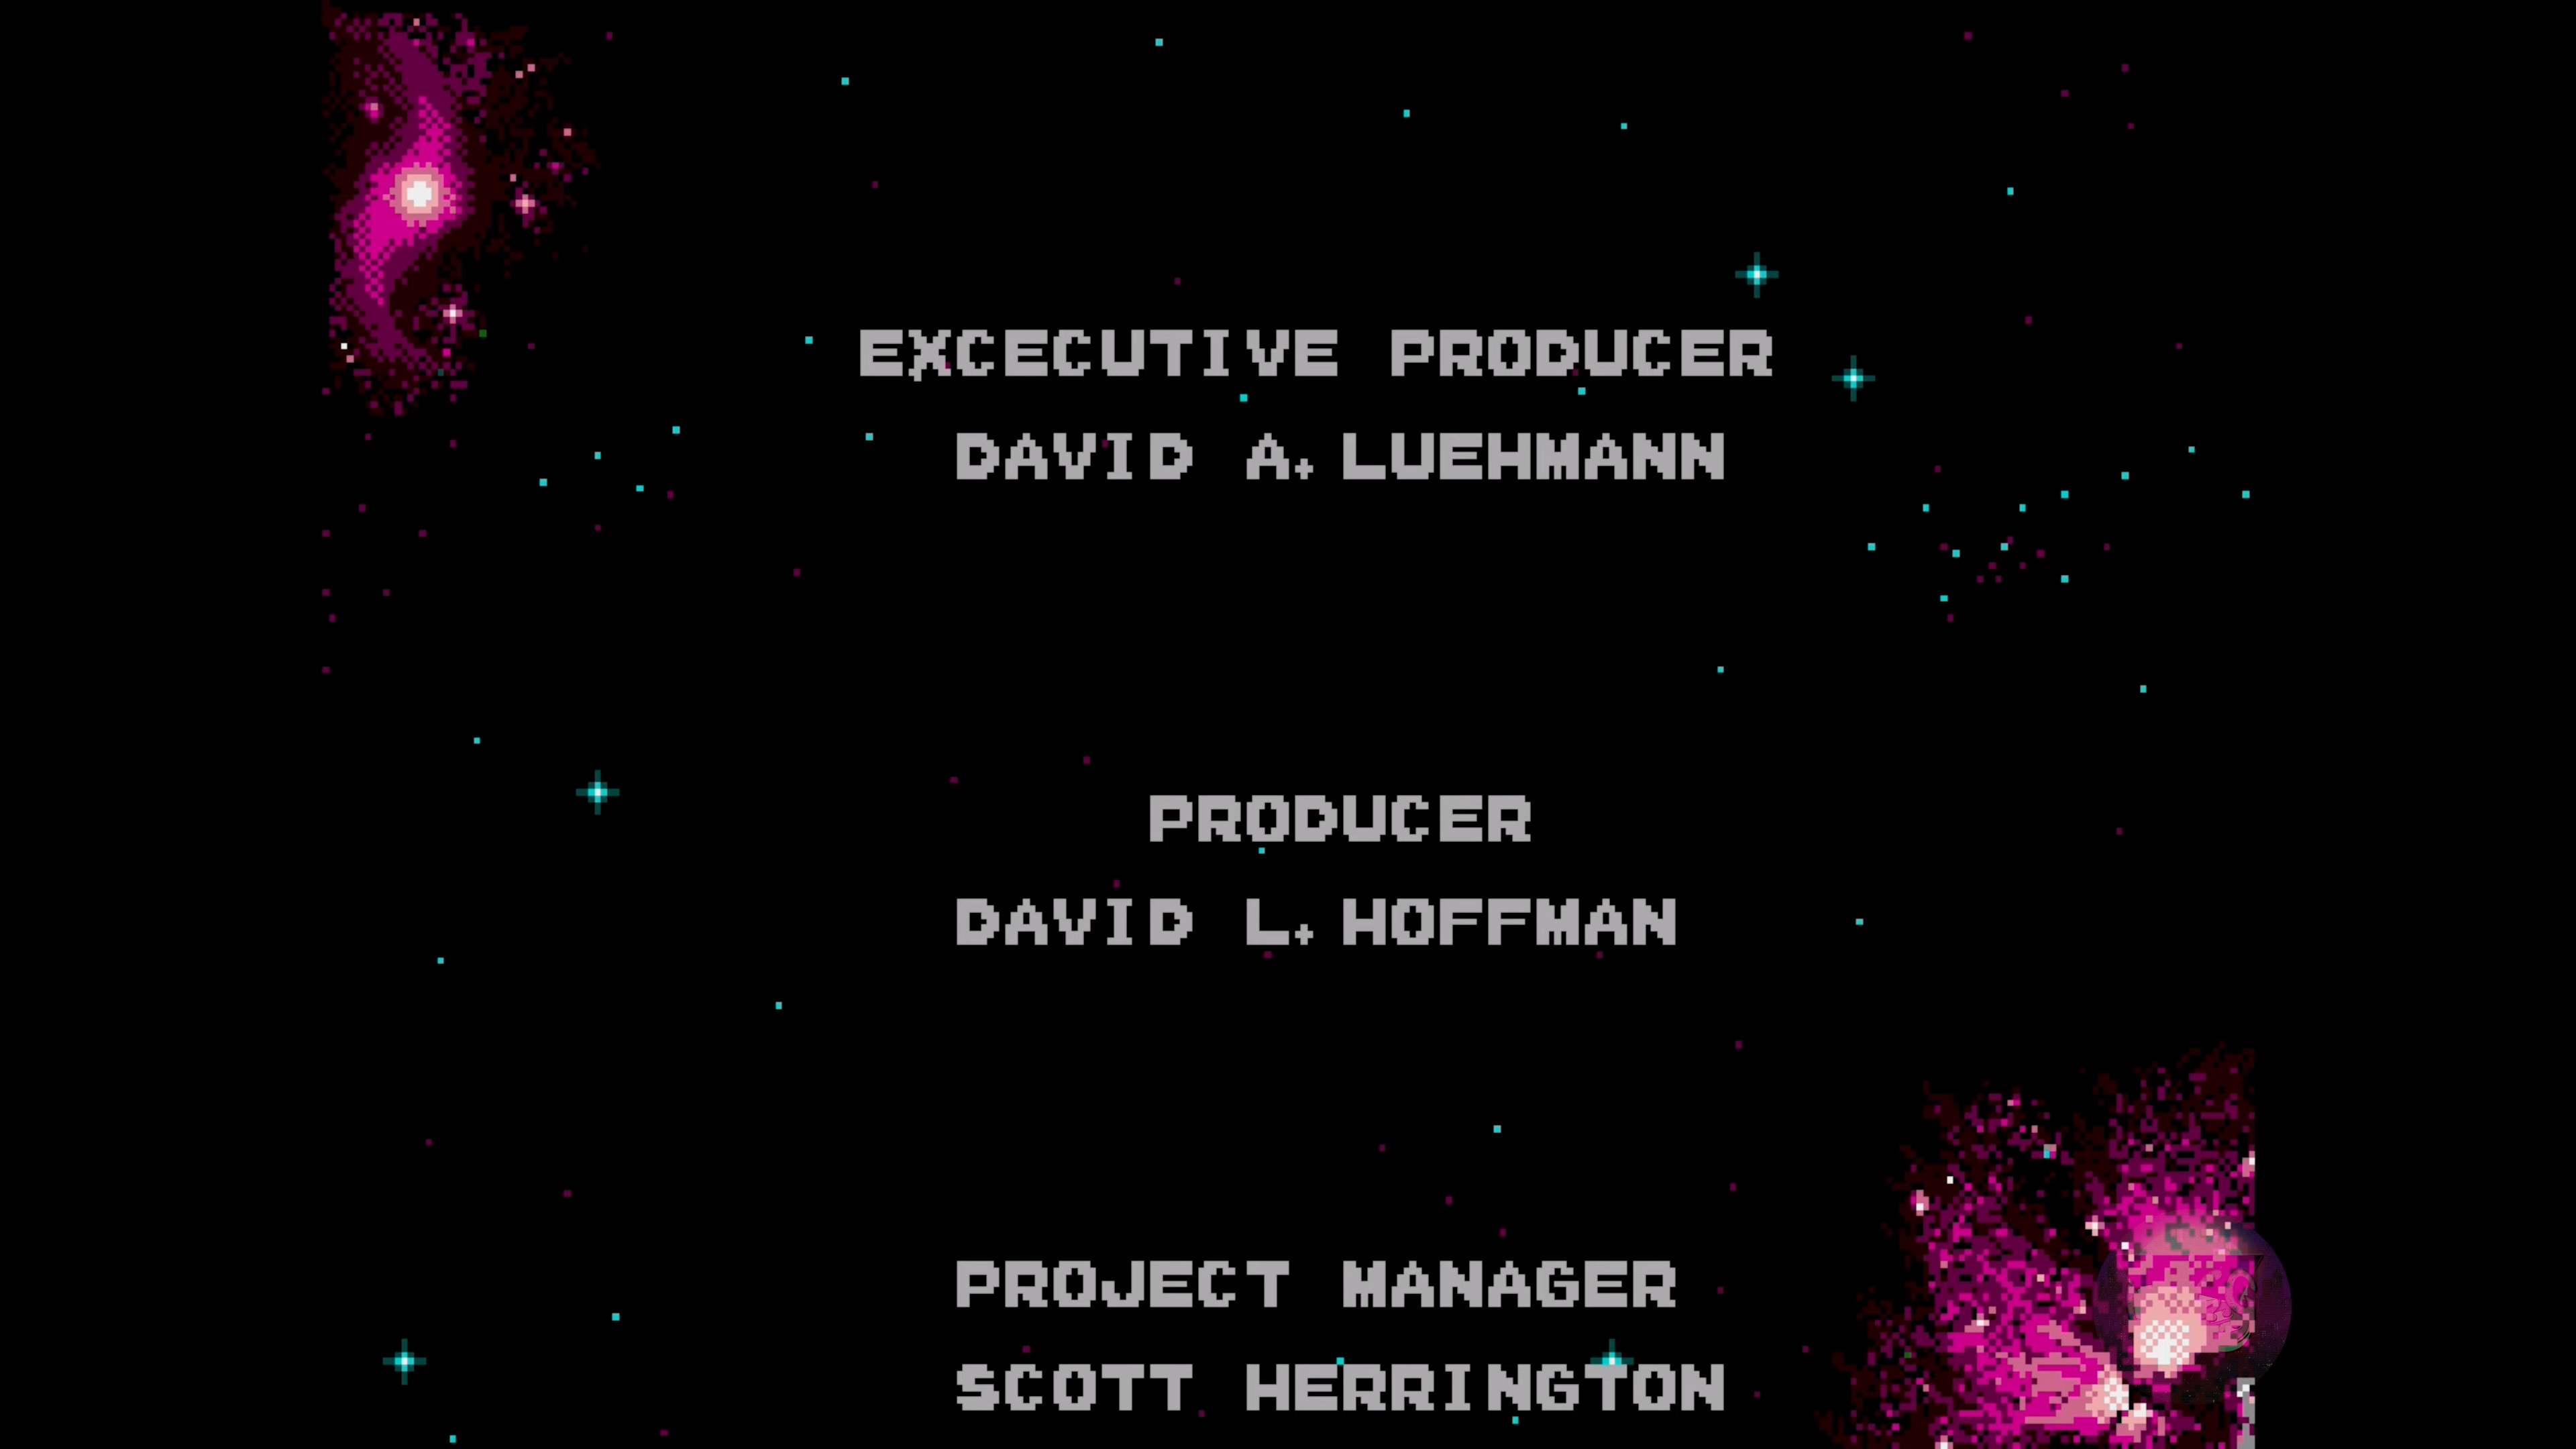 EXCECUTIVE PRODUCER
DAVID A. LUEHMANN
PRODUCER
DAVID L. HOFFMAN
PROJECT MANAGER
SCOTT HERRINGTON